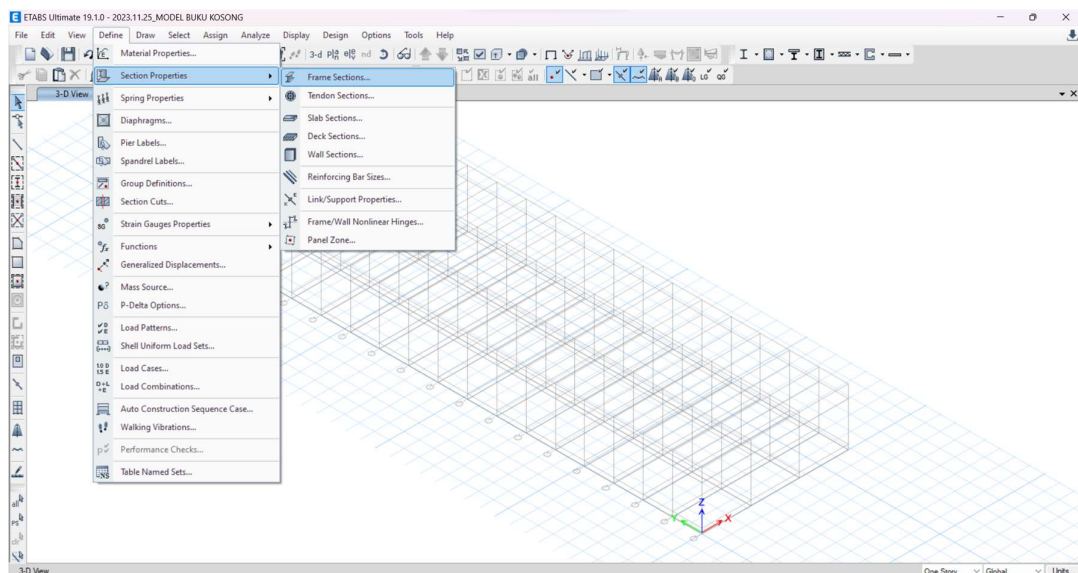 ETABS Ultimate 19.1.0 - 2023.11.25_MODEL BUKU KOSONG
File Edit View Define Draw Select Assign Analyze Display Design Options Tools Help
3-d
3-D View
Material Properties...
Section Properties
Spring Properties
Diaphragms...
Pier Labels...
Spandrel Labels...
Group Definitions...
Section Cuts...
Strain Gauges Properties
Functions
Generalized Displacements...
Mass Source...
P-Delta Options...
Load Patterns...
Shell Uniform Load Sets...
Load Cases...
Load Combinations...
Auto Construction Sequence Case...
Walking Vibrations...
Performance Checks...
Table Named Sets...
Frame Sections...
Tendon Sections...
Slab Sections...
Deck Sections...
Wall Sections...
Reinforcing Bar Sizes...
Link/Support Properties...
Frame/Wall Nonlinear Hinges...
Panel Zone...
Z
Y X
3-D View One Story Global Units